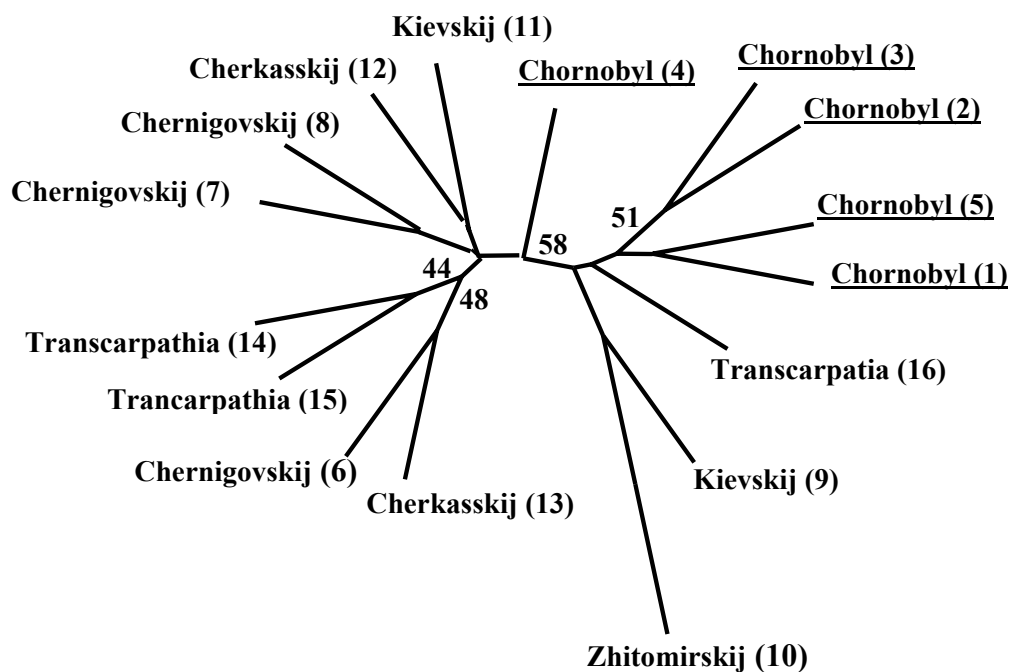 Kievskij (11)
Chornobyl (3)
Cherkasskij (12)
Chornobyl (4)
Chornobyl (2)
Chernigovskij (8)
Chernigovskij (7)
Chornobyl (5)
51
58
44
Chornobyl (1)
48
Transcarpathia (14)
Transcarpatia (16)
Trancarpathia (15)
Chernigovskij (6)
Kievskij (9)
Cherkasskij (13)
Zhitomirskij (10)